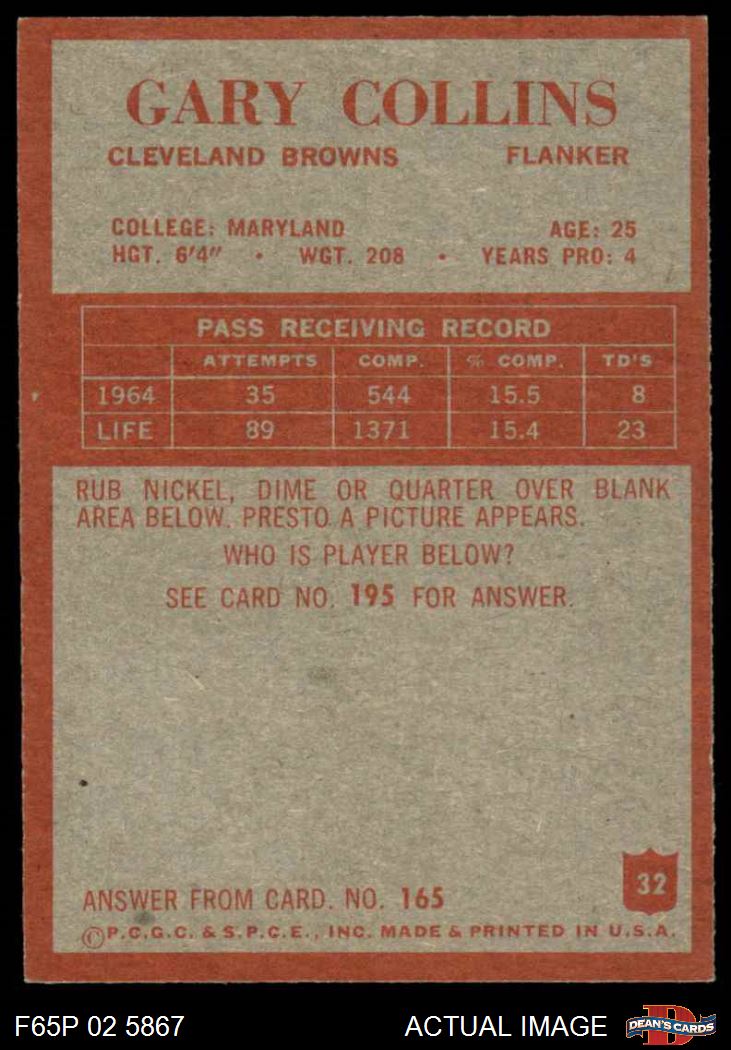 GARY COLLINS
CLEVELAND BROWNS FLANKER
COLLEGE: MARYLAND AGE: 25
HGT. 6'4" • WGT. 208 • YEARS PRO: 4
PASS RECEIVING RECORD
ATTEMPTS COMP. % COMP. TD'S
1964 35 544 15.5 8
LIFE 89 1371 15.4 23
RUB NICKEL, DIME OR QUARTER OVER BLANK
AREA BELOW. PRESTO A PICTURE APPEARS.
WHO IS PLAYER BELOW?
SEE CARD NO. 195 FOR ANSWER.
32
ANSWER FROM CARD. NO. 165
©P.C.G.C. & S.P.C.E., INC. MADE & PRINTED IN U.S.A.
F65P 02 5867 ACTUAL IMAGE
D
DEAN'S CARDS